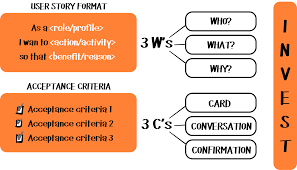 USER STORY FORMAT
As a <role/profile>
I wan to <action/activity>
so that <benefit/reason>
3 W's
WHO?
WHAT?
WHY?
ACCEPTANCE CRITERIA
Acceptance criteria 1
Acceptance criteria 2
Acceptance criteria 3
3 C's
CARD
CONVERSATION
CONFIRMATION
I
N
V
E
S
T